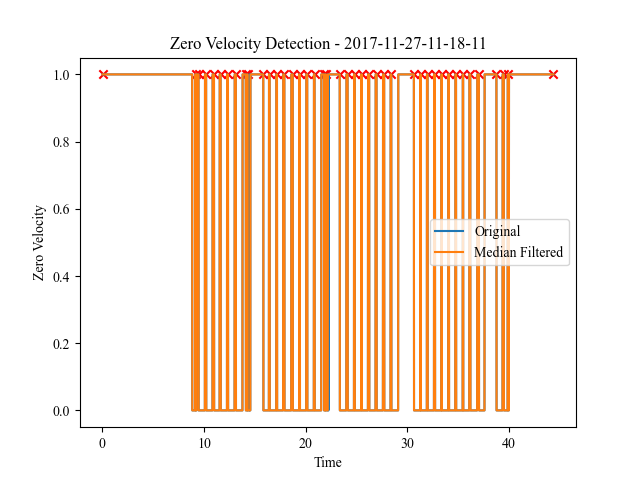 Zero Velocity Detection - 2017-11-27-11-18-11
1.0
0.8
0.6
0.4
0.2
0.0
Zero Velocity
Original
Median Filtered
0 10 20 30 40
Time